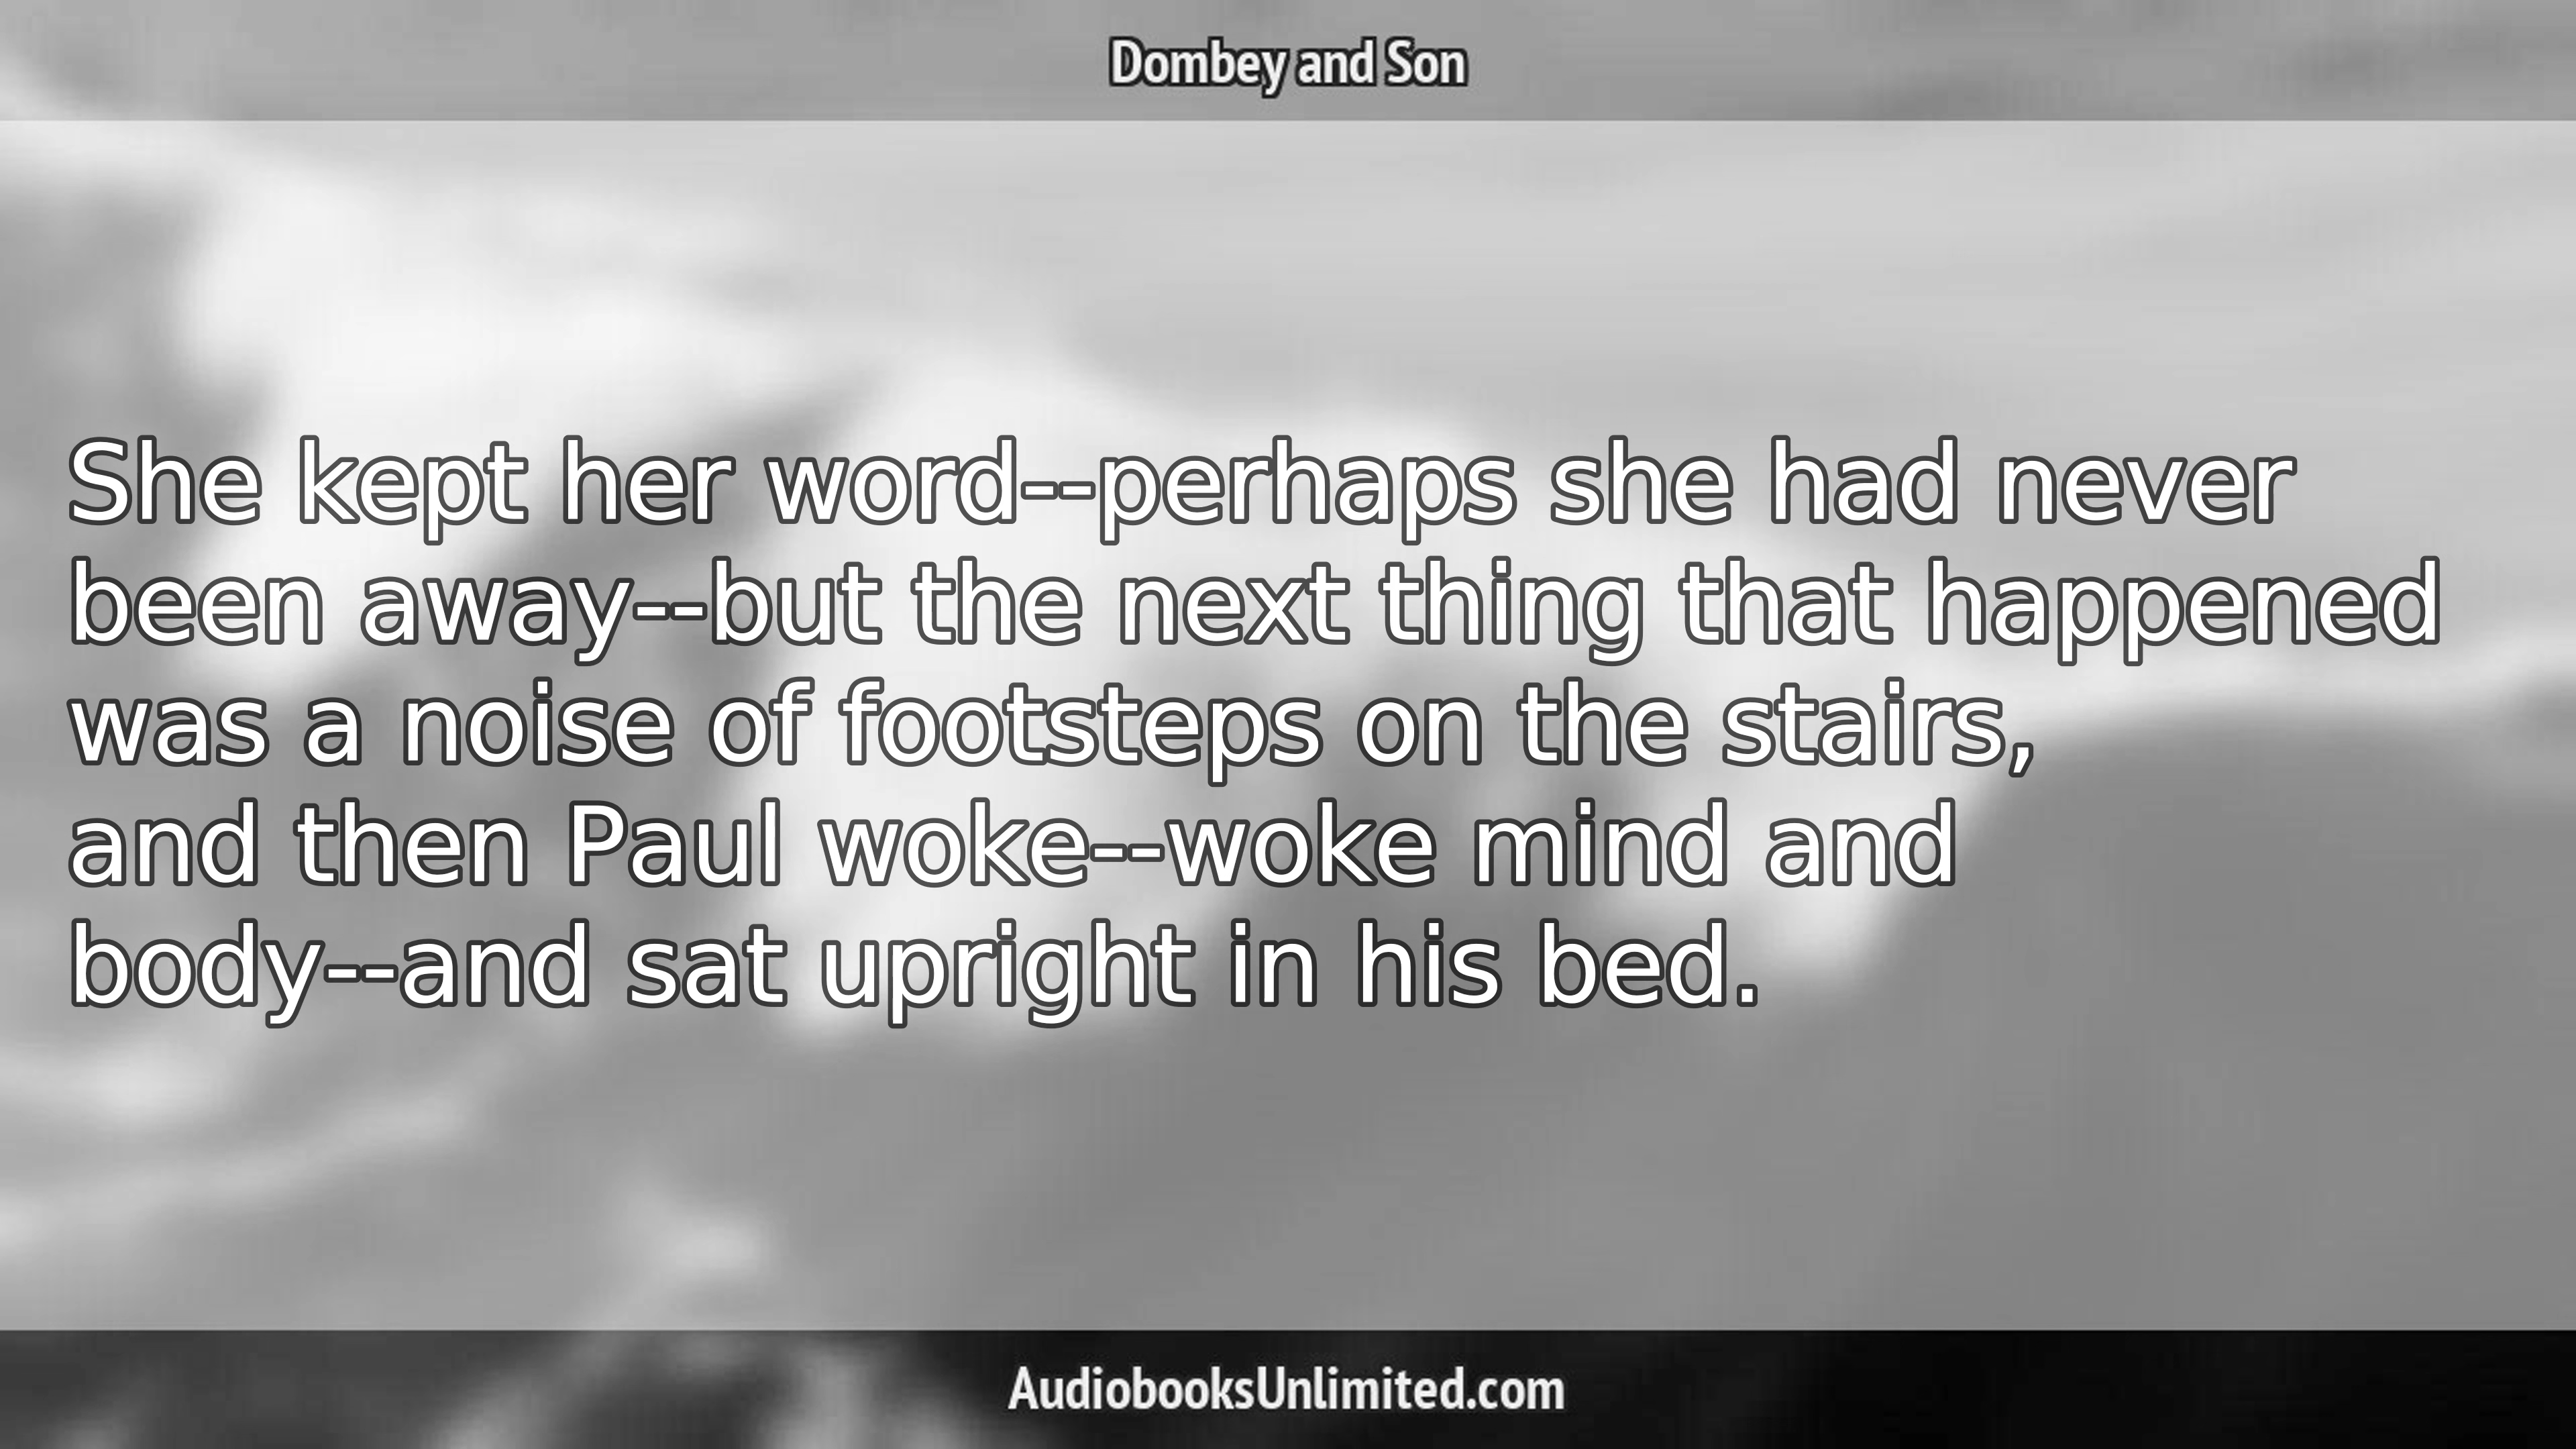 Dombey and Son
She kept her word--perhaps she had never
been away--but the next thing that happened
was a noise of footsteps on the stairs,
and then Paul woke--woke mind and
body--and sat upright in his bed.
AudiobooksUnlimited.com